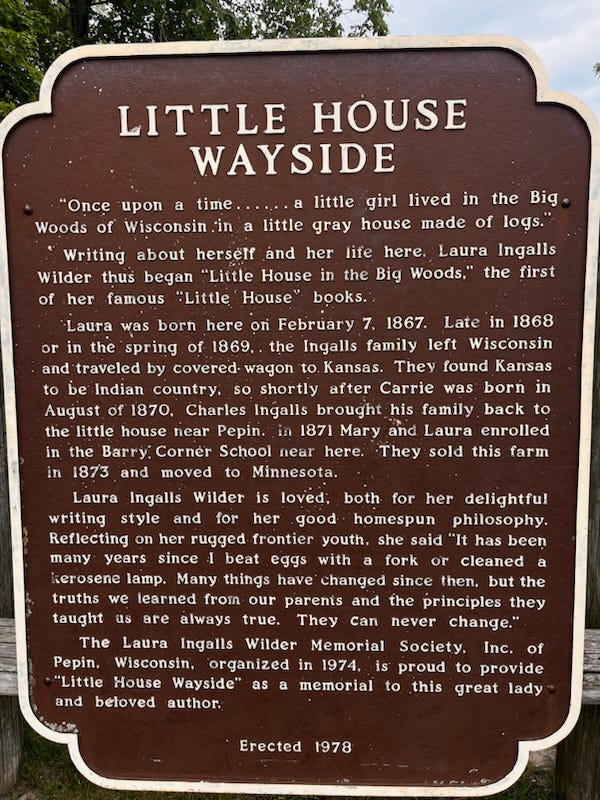 LITTLE HOUSE
WAYSIDE
"Once upon a time......a little girl lived in the Big
Woods of Wisconsin in a little gray house made of logs."
Writing about herself and her life here, Laura Ingalls
Wilder thus began "Little House in the Big Woods," the first
of her famous "Little House" books.
Laura was born here on February 7, 1867. Late in 1868
or in the spring of 1869, the Ingalls family left Wisconsin
and traveled by covered wagon to Kansas. They found Kansas
to be Indian country, so shortly after Carrie was born in
August of 1870, Charles Ingalls brought his family back to
the little house near Pepin. In 1871 Mary and Laura enrolled
in the Barry Corner School near here. They sold this farm
in 1873 and moved to Minnesota.
Laura Ingalls Wilder is loved, both for her delightful
writing style and for her good homespun philosophy.
Reflecting on her rugged frontier youth, she said "It has been
many years since I beat eggs with a fork or cleaned a
kerosene lamp. Many things have changed since then, but the
truths we learned from our parents and the principles they
taught us are always true. They can never change."
The Laura Ingalls Wilder Memorial Society, Inc. of
Pepin, Wisconsin, organized in 1974, is proud to provide
"Little House Wayside" as a memorial to this great lady
and beloved author.
Erected 1978